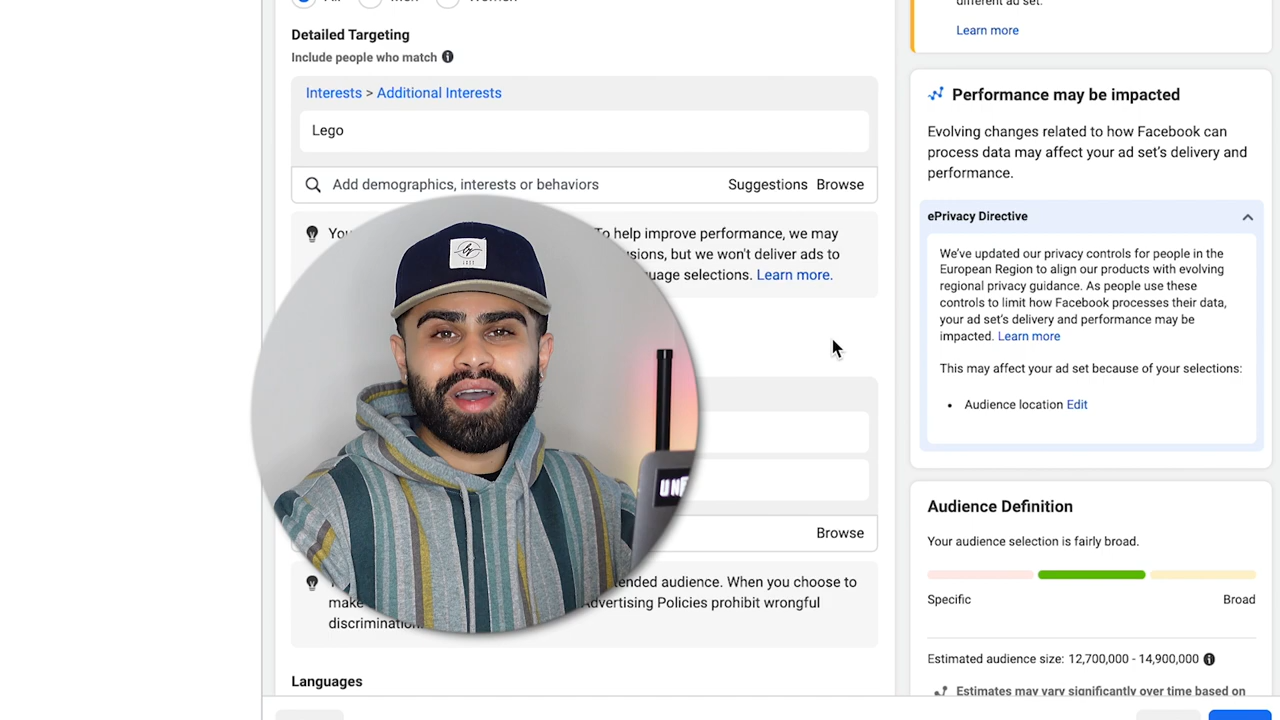 different ad set.
Learn more
Detailed Targeting
Include people who match
Interests > Additional Interests
Lego
Add demographics, interests or behaviors
Suggestions Browse
To help improve performance, we may
but we won't deliver ads to
selections. Learn more.
Browse
audience. When you choose to
Advertising Policies prohibit wrongful
Languages
Performance may be impacted
Evolving changes related to how Facebook can
process data may affect your ad set's delivery and
performance.
ePrivacy Directive
We've updated our privacy controls for people in the
European Region to align our products with evolving
regional privacy guidance. As people use these
controls to limit how Facebook processes their data,
your ad set's delivery and performance may be
impacted. Learn more
This may affect your ad set because of your selections:
• Audience location Edit
Audience Definition
Your audience selection is fairly broad.
Specific
Broad
Estimated audience size: 12,700,000 - 14,900,000
Estimates may vary significantly over time based on